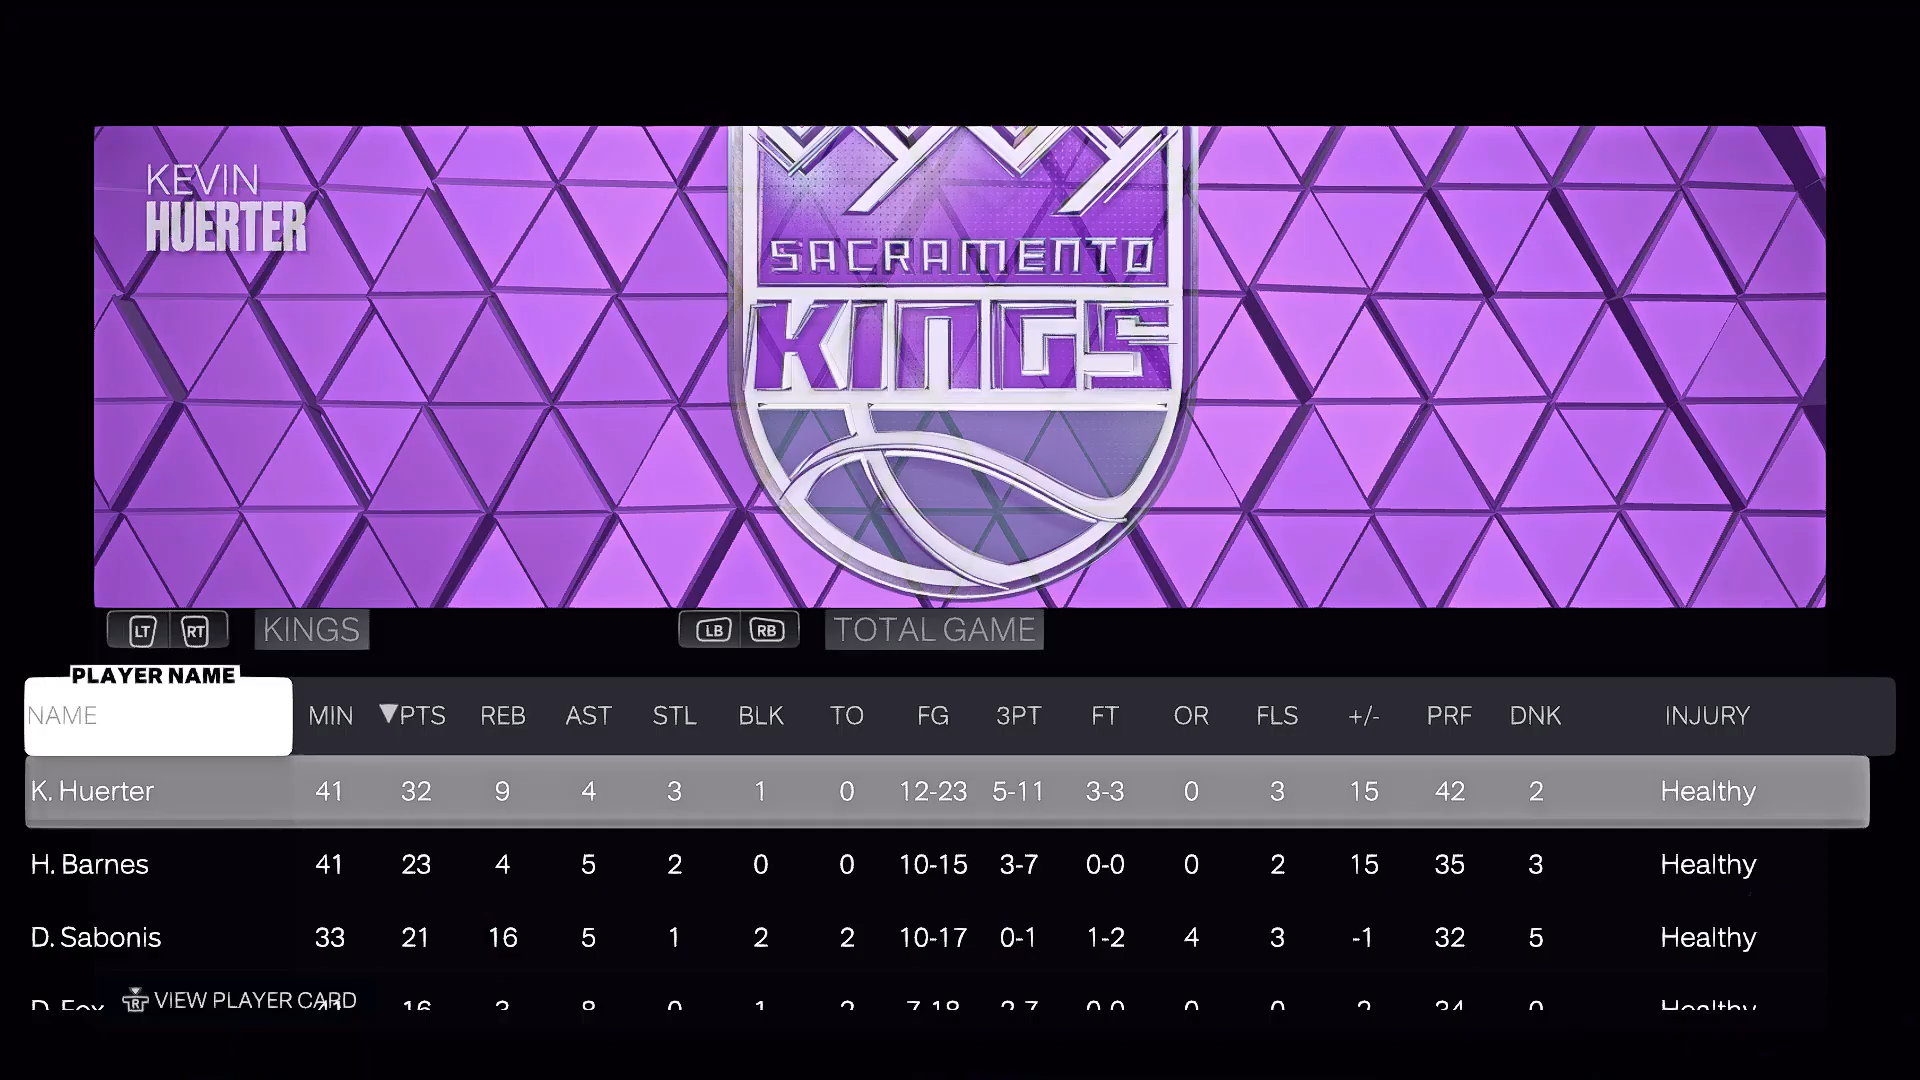 KEVIN
HUERTER
SACRAMENTO
KINGS
LT RT KINGS LB RB TOTAL GAME
PLAYER NAME
NAME MIN ▼PTS REB AST STL BLK TO FG 3PT FT OR FLS +/- PRF DNK INJURY
K. Huerter 41 32 9 4 3 1 0 12-23 5-11 3-3 0 3 15 42 2 Healthy
H. Barnes 41 23 4 5 2 0 0 10-15 3-7 0-0 0 2 15 35 3 Healthy
D. Sabonis 33 21 16 5 1 2 2 10-17 0-1 1-2 4 3 -1 32 5 Healthy
D. Fox 16 Healthy
R VIEW PLAYER CARD